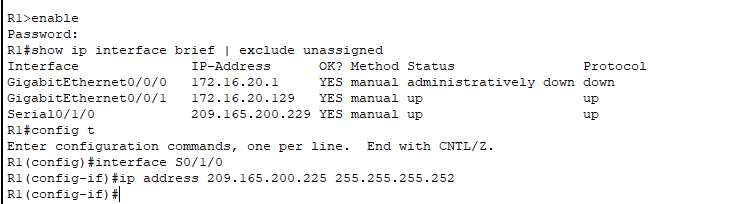 R1>enable
Password:
R1#show ip interface brief | exclude unassigned
Interface IP-Address OK? Method Status Protocol
GigabitEthernet0/0/0 172.16.20.1 YES manual administratively down down
GigabitEthernet0/0/1 172.16.20.129 YES manual up up
Serial0/1/0 209.165.200.229 YES manual up up
R1#config t
Enter configuration commands, one per line. End with CNTL/Z.
R1(config)#interface S0/1/0
R1(config-if)#ip address 209.165.200.225 255.255.255.252
R1(config-if)#